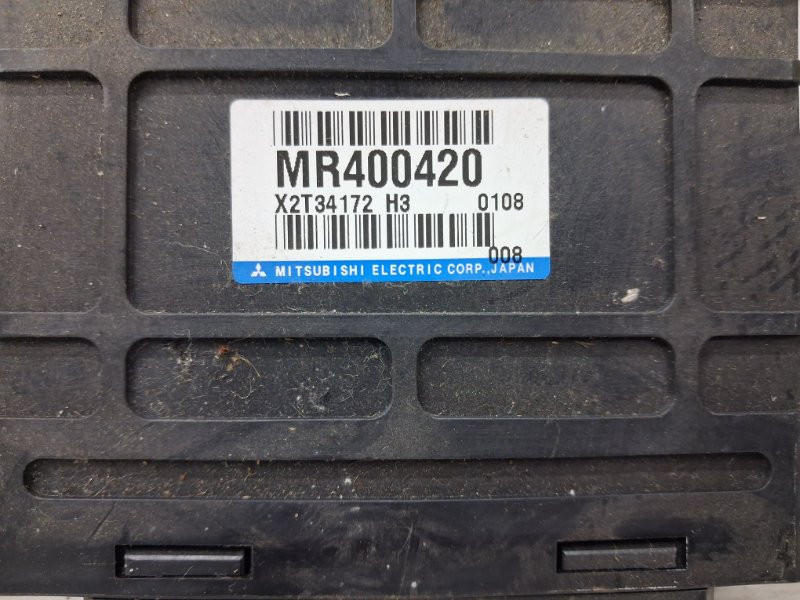 MR400420
X2T34172 H3 0108
008
MITSUBISHI ELECTRIC CORP.,JAPAN